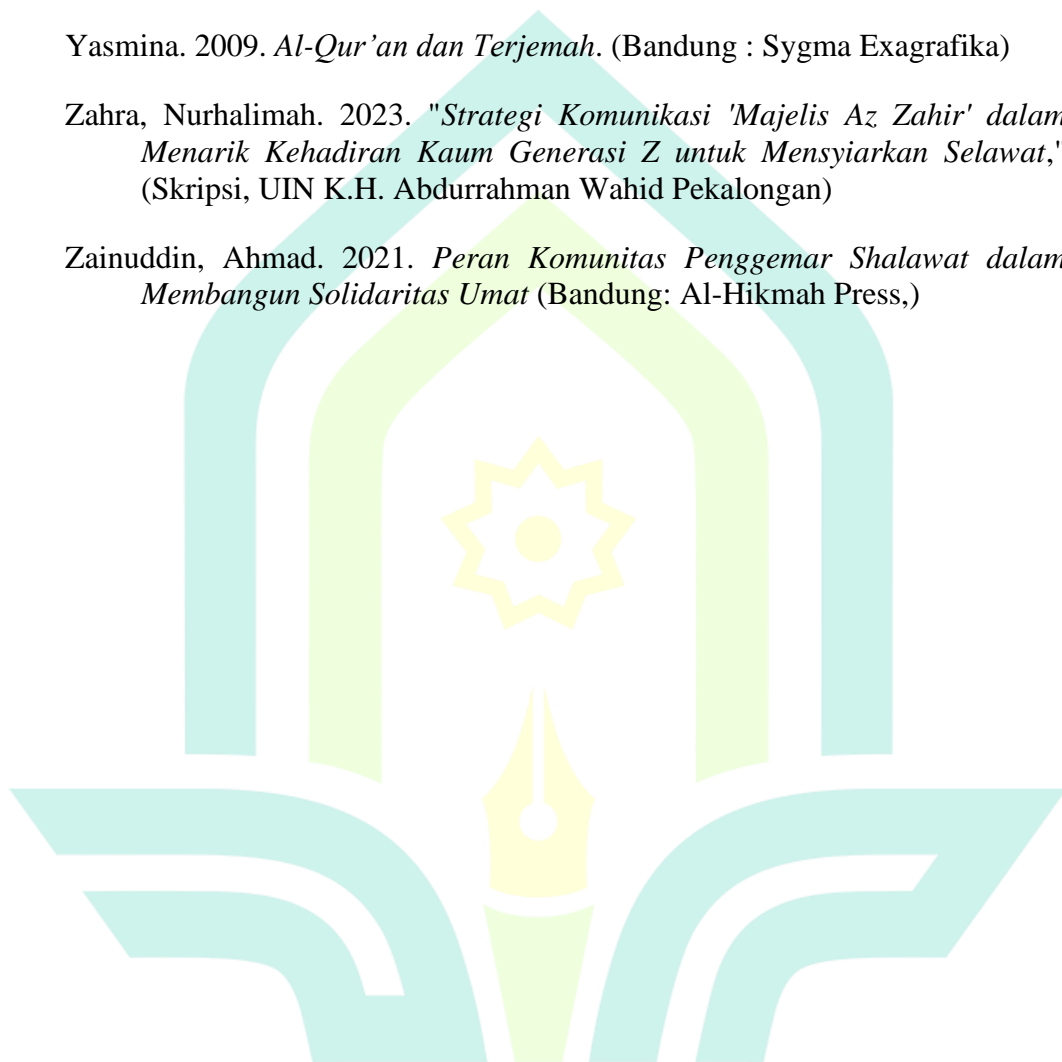 Yasmina. 2009. Al-Qur’an dan Terjemah. (Bandung : Sygma Exagrafika)
Zahra, Nurhalimah. 2023. "Strategi Komunikasi 'Majelis Az Zahir' dalam
Menarik Kehadiran Kaum Generasi Z untuk Mensyiarkan Selawat,"
(Skripsi, UIN K.H. Abdurrahman Wahid Pekalongan)
Zainuddin, Ahmad. 2021. Peran Komunitas Penggemar Shalawat dalam
Membangun Solidaritas Umat (Bandung: Al-Hikmah Press,)